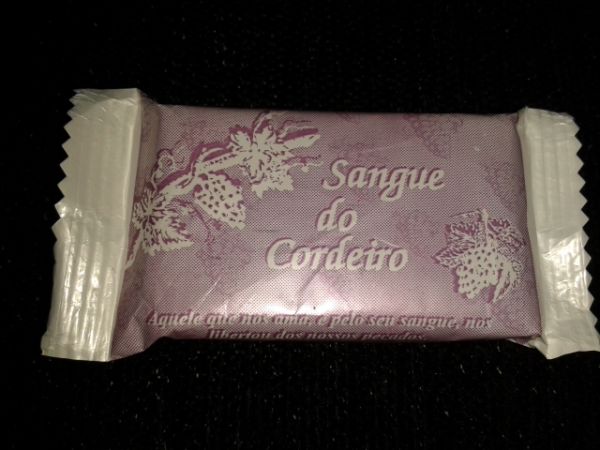 Sangue
do
Cordeiro
Aquele que nos ama, e pelo seu sangue, nos
libertou dos nossos pecados.